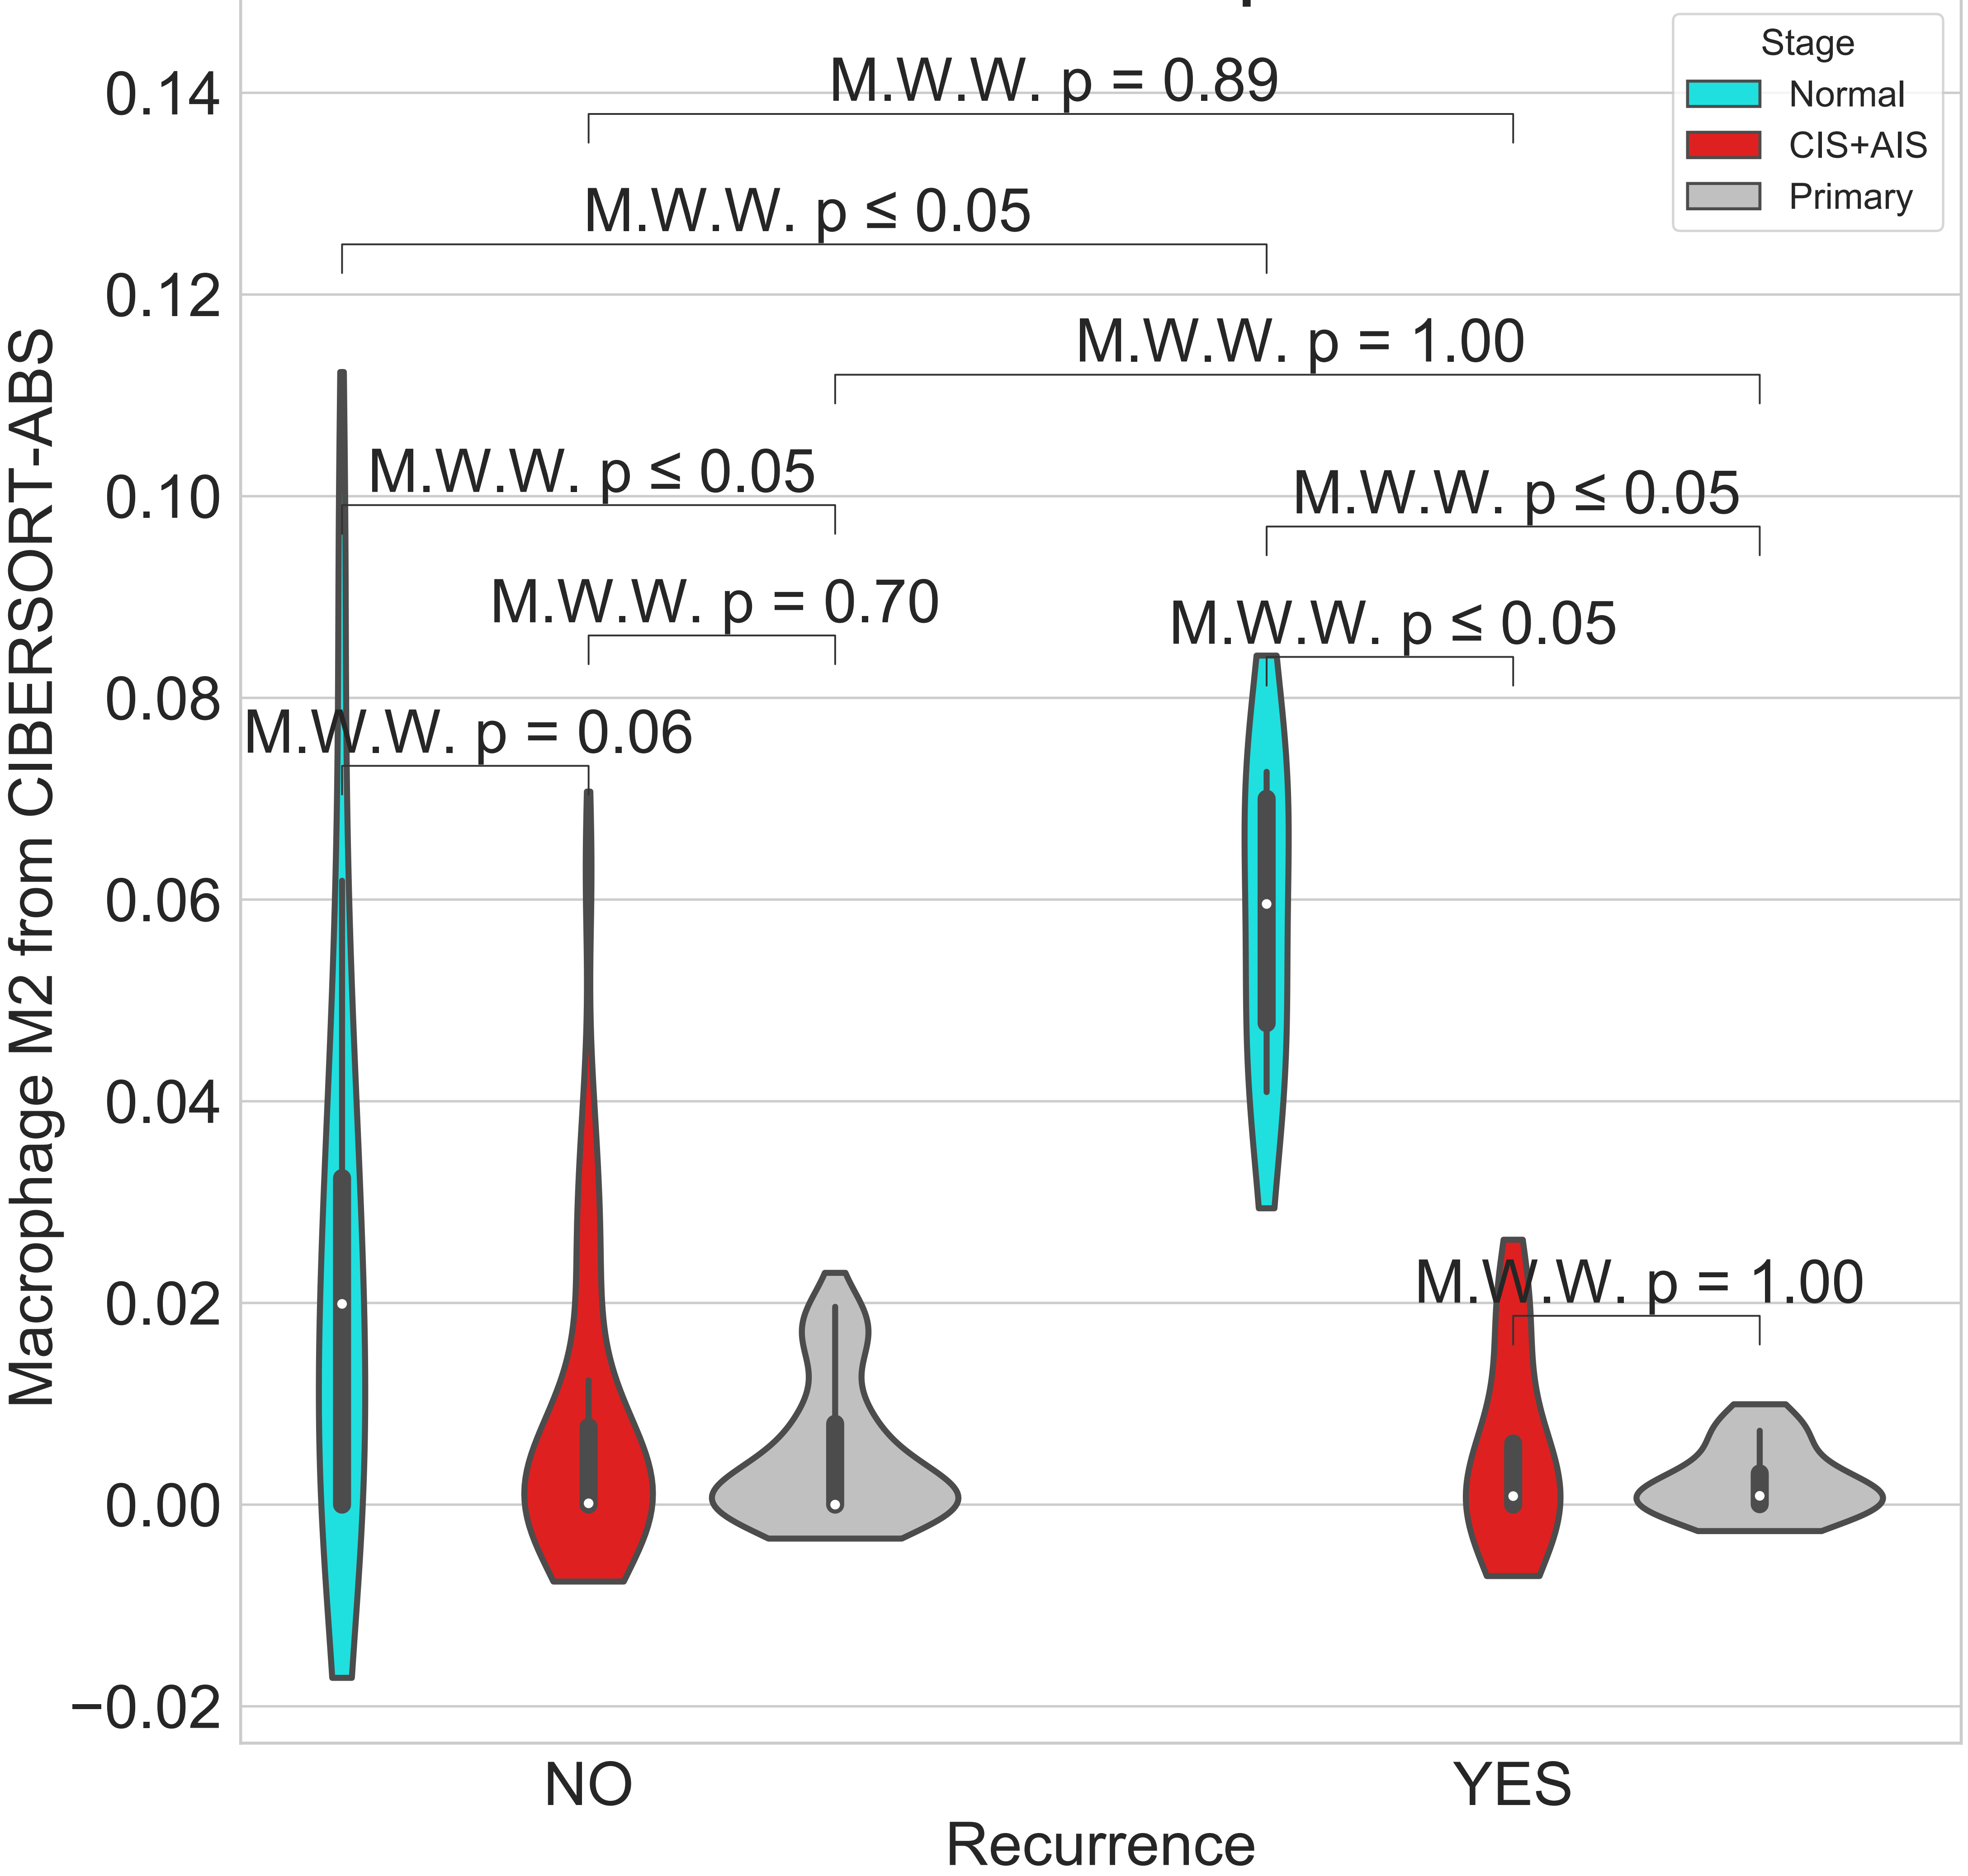 Stage
Normal
CIS+AIS
Primary
M.W.W. p = 0.89
M.W.W. p ≤ 0.05
M.W.W. p = 1.00
M.W.W. p ≤ 0.05
M.W.W. p ≤ 0.05
M.W.W. p = 0.70
M.W.W. p ≤ 0.05
M.W.W. p = 0.06
M.W.W. p = 1.00
0.14
0.12
0.10
0.08
0.06
0.04
0.02
0.00
−0.02
Macrophage M2 from CIBERSORT-ABS
NO
YES
Recurrence